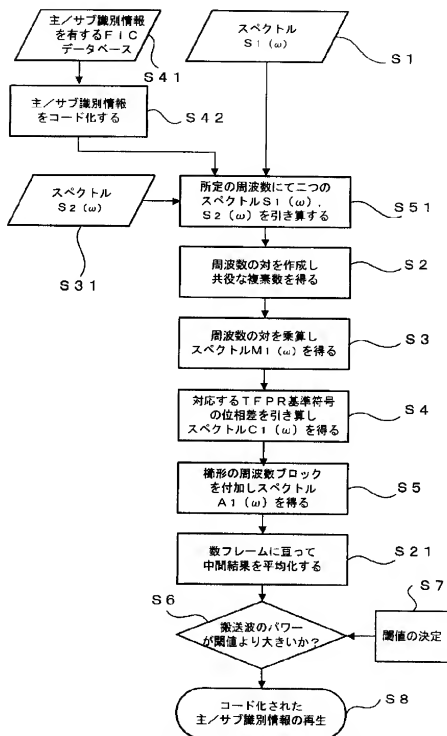 主／サブ識別情報
を有するＦＩＣ
データベース
Ｓ４１
スペクトル
Ｓ１（ω）
Ｓ１
主／サブ識別情報
をコード化する
Ｓ４２
スペクトル
Ｓ２（ω）
Ｓ３１
所定の周波数にて二つの
スペクトルＳ１（ω），
Ｓ２（ω）を引き算する
Ｓ５１
周波数の対を作成し
共役な複素数を得る
Ｓ２
周波数の対を乗算し
スペクトルＭ１（ω）を得る
Ｓ３
対応するＴＦＰＲ基準符号
の位相差を引き算し
スペクトルＣ１（ω）を得る
Ｓ４
櫛形の周波数ブロック
を付加しスペクトル
Ａ１（ω）を得る
Ｓ５
数フレームに亘って
中間結果を平均化する
Ｓ２１
Ｓ６
搬送波のパワー
が閾値より大きいか？
Ｓ７
閾値の決定
コード化された
主／サブ識別情報の再生
Ｓ８